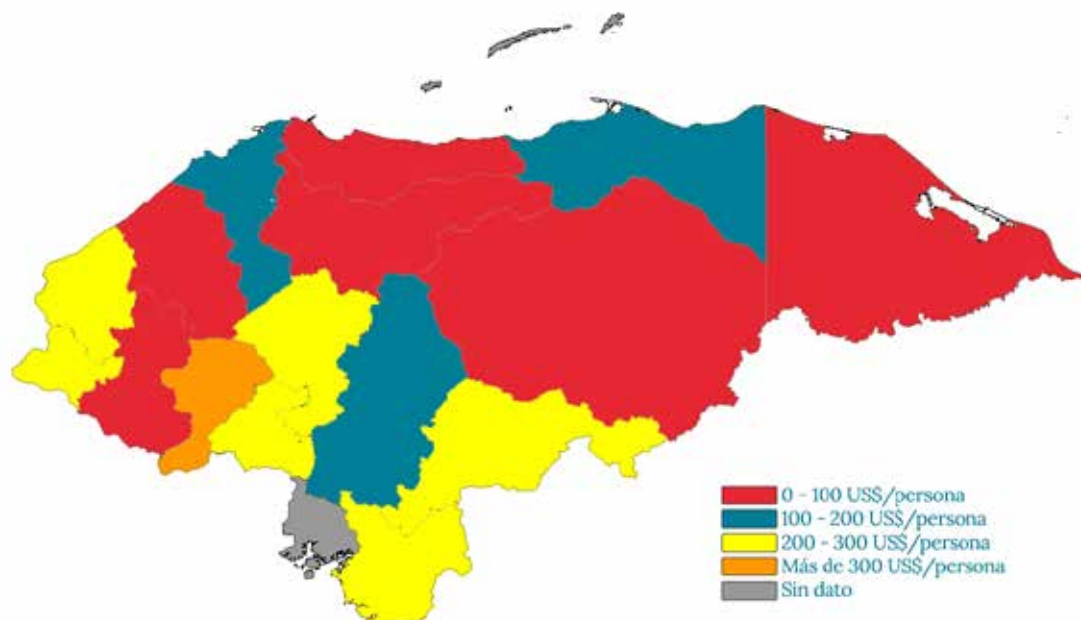 0 - 100 US$/persona
100 - 200 US$/persona
200 - 300 US$/persona
Más de 300 US$/persona
Sin dato